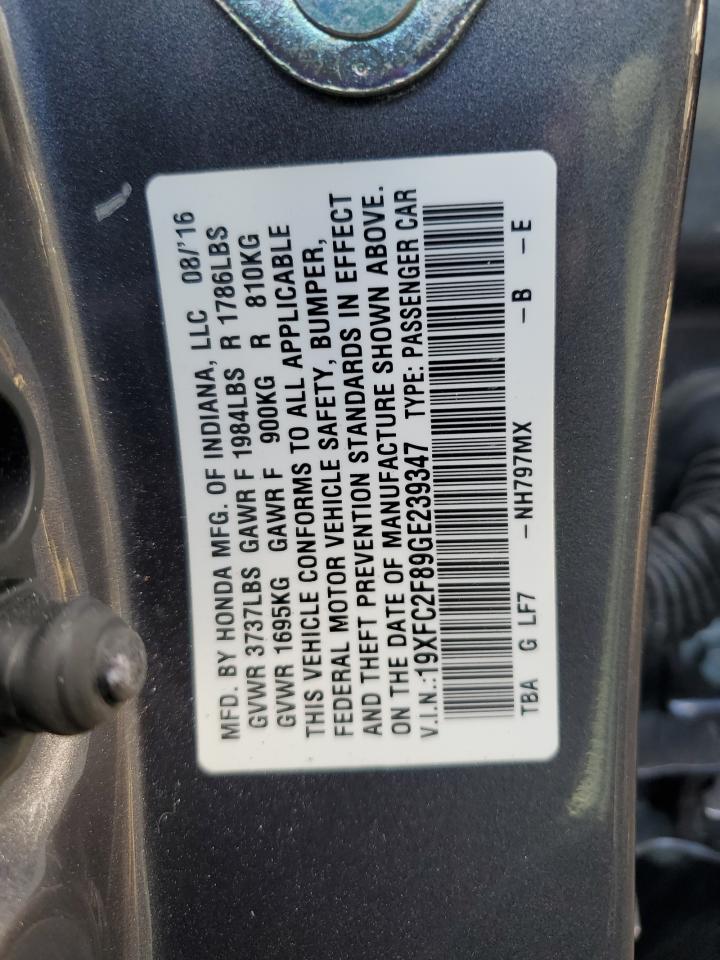 MFD. BY HONDA MFG. OF INDIANA, LLC 08/'16
GVWR 3737LBS GAWR F 1984LBS R 1786LBS
GVWR 1695KG GAWR F 900KG R 810KG
THIS VEHICLE CONFORMS TO ALL APPLICABLE
FEDERAL MOTOR VEHICLE SAFETY, BUMPER,
AND THEFT PREVENTION STANDARDS IN EFFECT
ON THE DATE OF MANUFACTURE SHOWN ABOVE.
V.I.N.:19XFC2F89GE239347 TYPE: PASSENGER CAR
TBA G LF7 - NH797MX -B -E